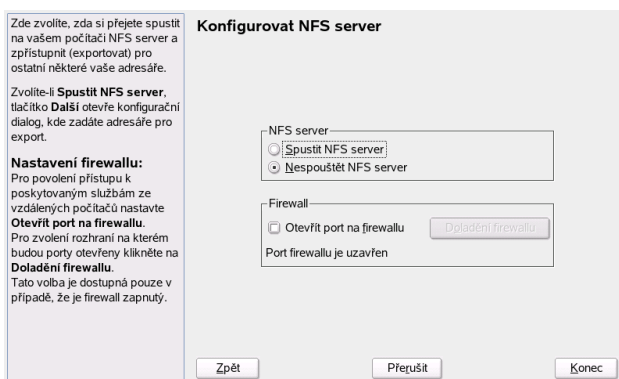 Zde zvolíte, zda si přejete spustit
na vašem počítači NFS server a
zpřístupnit (exportovat) pro
ostatní některé vaše adresáře.
Zvolíte-li Spustit NFS server,
tlačítko Další otevře konfigurační
dialog, kde zadáte adresáře pro
export.
Nastavení firewallu:
Pro povolení přístupu k
poskytovaným službám ze
vzdálených počítačů nastavte
Otevřít port na firewallu.
Pro zvolení rozhraní na kterém
budou porty otevřeny klikněte na
Doladění firewallu.
Tato volba je dostupná pouze v
případě, že je firewall zapnutý.
Konfigurovat NFS server
NFS server
Spustit NFS server
Nespouštět NFS server
Firewall
Otevřít port na firewallu
Doladění firewallu
Port firewallu je uzavřen
Zpět
Přerušit
Konec